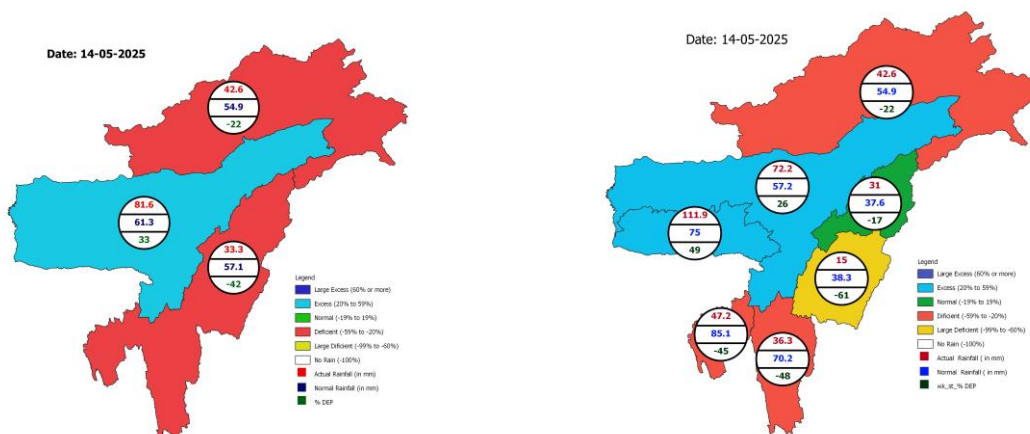 Date: 14-05-2025
42.6
54.9
-22
81.6
61.3
33
33.3
57.1
-42
Legend
Large Excess (60% or more)
Excess (20% to 59%)
Normal (-19% to 19%)
Deficient (-59% to -20%)
Large Dificient (-99% to -60%)
No Rain (-100%)
Actual Rainfall (in mm)
Normal Rainfall (in mm)
% DEP
Date: 14-05-2025
42.6
54.9
-22
72.2
57.2
26
31
37.6
-17
111.9
75
49
15
38.3
-61
47.2
85.1
-45
36.3
70.2
-48
Legend
Large Excess (60% or more)
Excess (20% to 59%)
Normal (-19% to 19%)
Dificient (-59% to -20%)
Large Deficient (-99% to -60%)
No Rain (-100%)
Actual Rainfall ( in mm)
Normal Rainfall ( in mm)
wk_st_% DEP